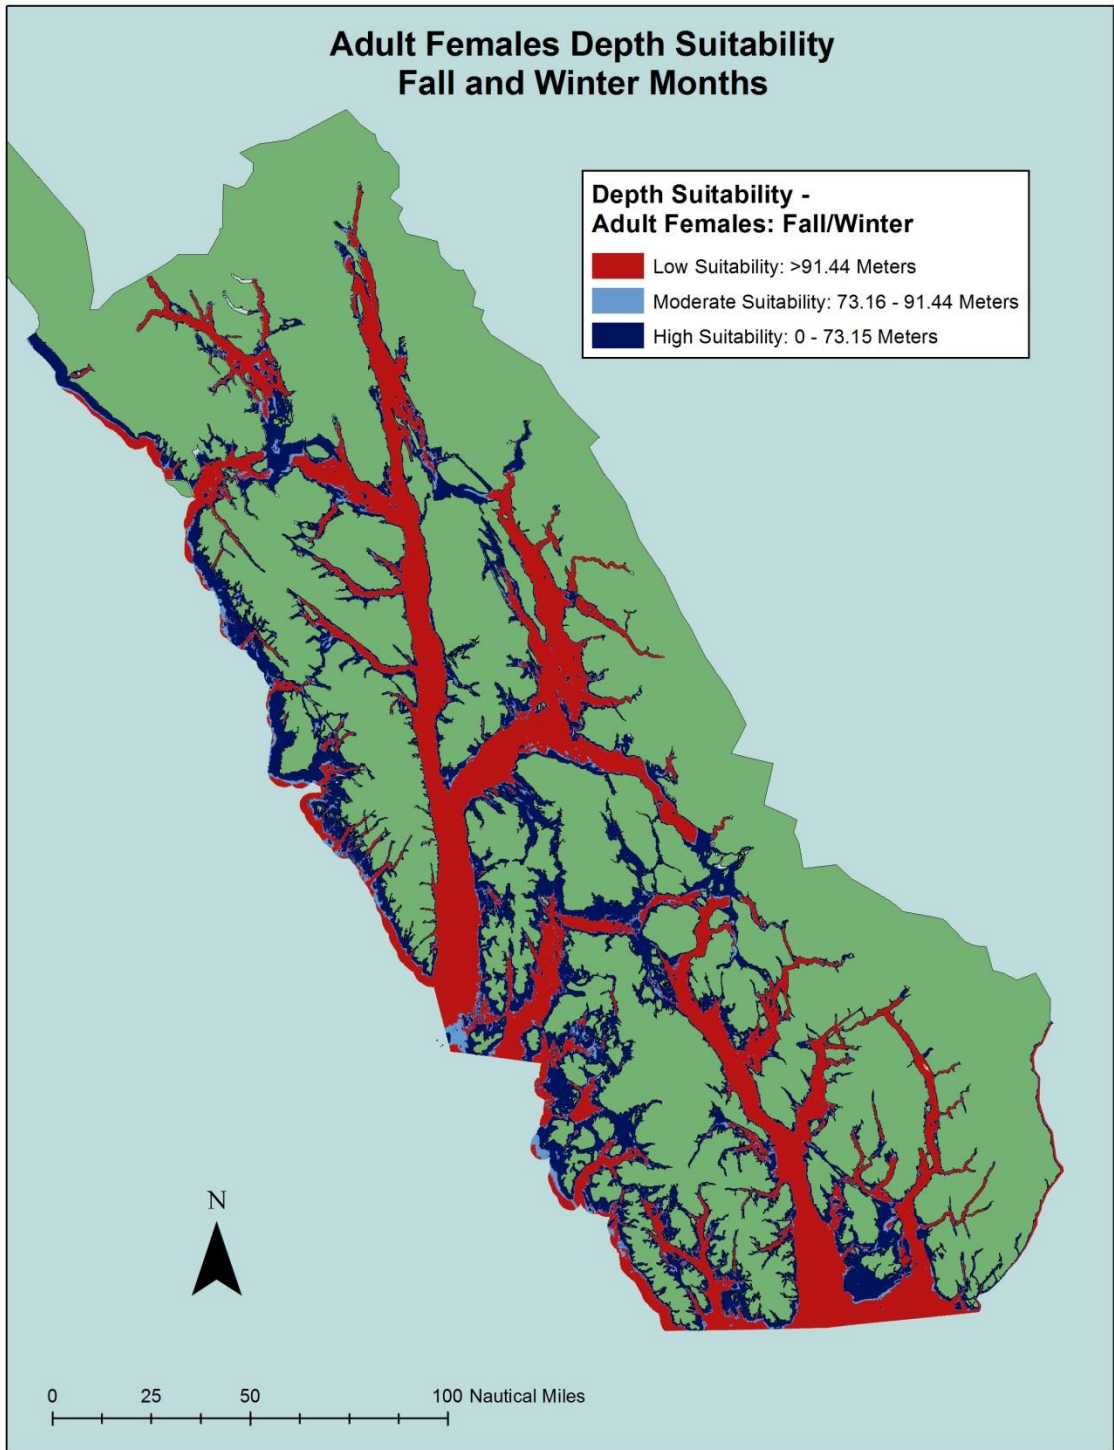 Adult Females Depth Suitability
Fall and Winter Months
Depth Suitability -
Adult Females: Fall/Winter
Low Suitability: >91.44 Meters
Moderate Suitability: 73.16 - 91.44 Meters
High Suitability: 0 - 73.15 Meters
N
0 25 50 100 Nautical Miles